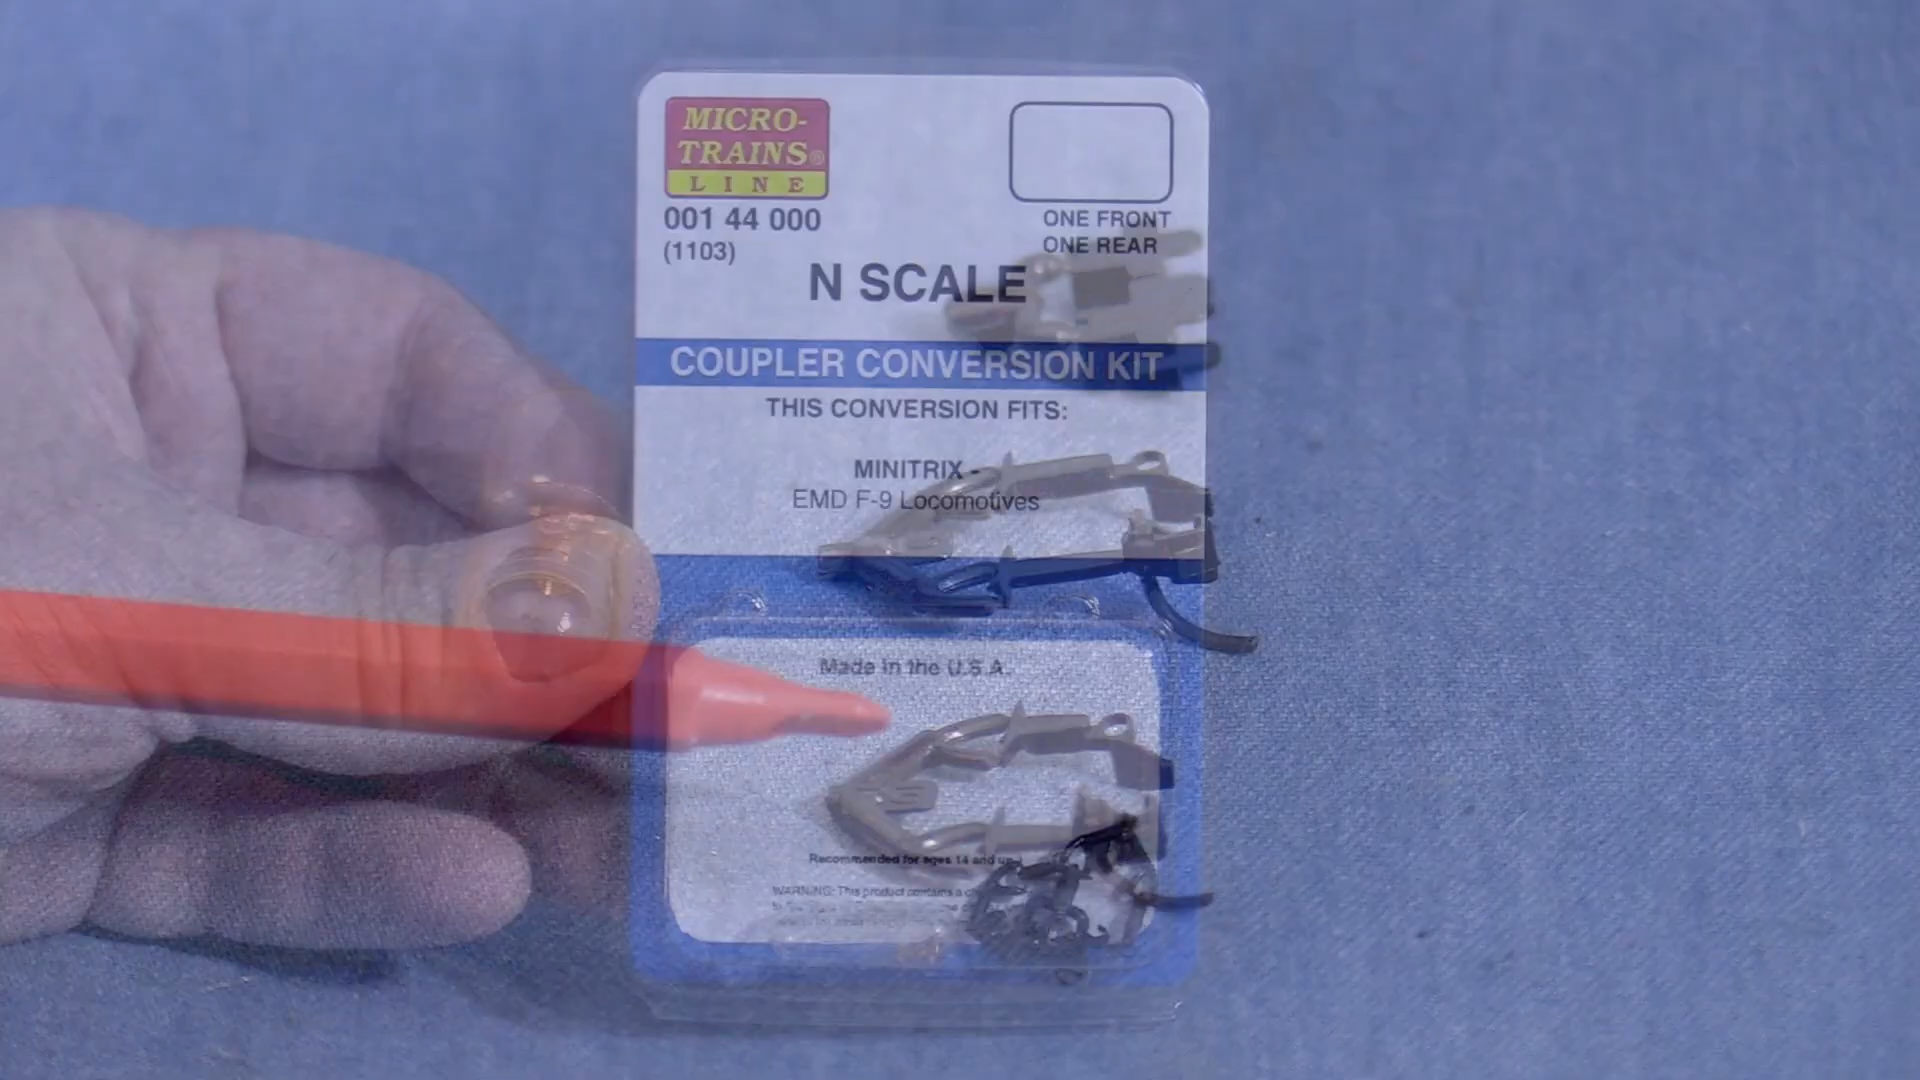 MICRO-
TRAINS®
LINE
001 44 000
(1103)
ONE FRONT
ONE REAR
N SCALE
COUPLER CONVERSION KIT
THIS CONVERSION FITS:
MINITRIX -
EMD F-9 Locomotives
Made in the U.S.A.
Recommended for ages 14 and up
WARNING: This product contains a